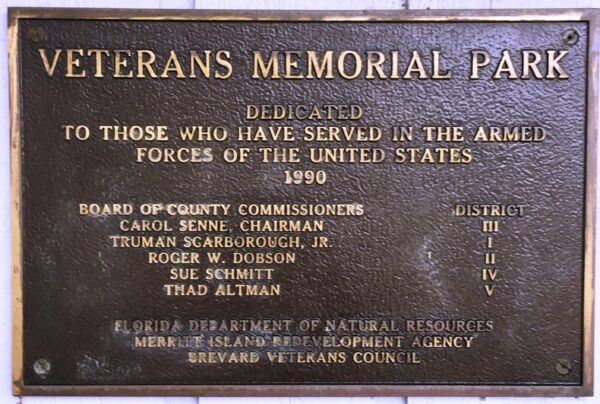 VETERANS MEMORIAL PARK
DEDICATED
TO THOSE WHO HAVE SERVED IN THE ARMED
FORCES OF THE UNITED STATES
1990
BOARD OF COUNTY COMMISSIONERS DISTRICT
CAROL SENNE, CHAIRMAN III
TRUMAN SCARBOROUGH, JR. I
ROGER W. DOBSON II
SUE SCHMITT IV
THAD ALTMAN V
FLORIDA DEPARTMENT OF NATURAL RESOURCES
MERRITT ISLAND REDEVELOPMENT AGENCY
BREVARD VETERANS COUNCIL